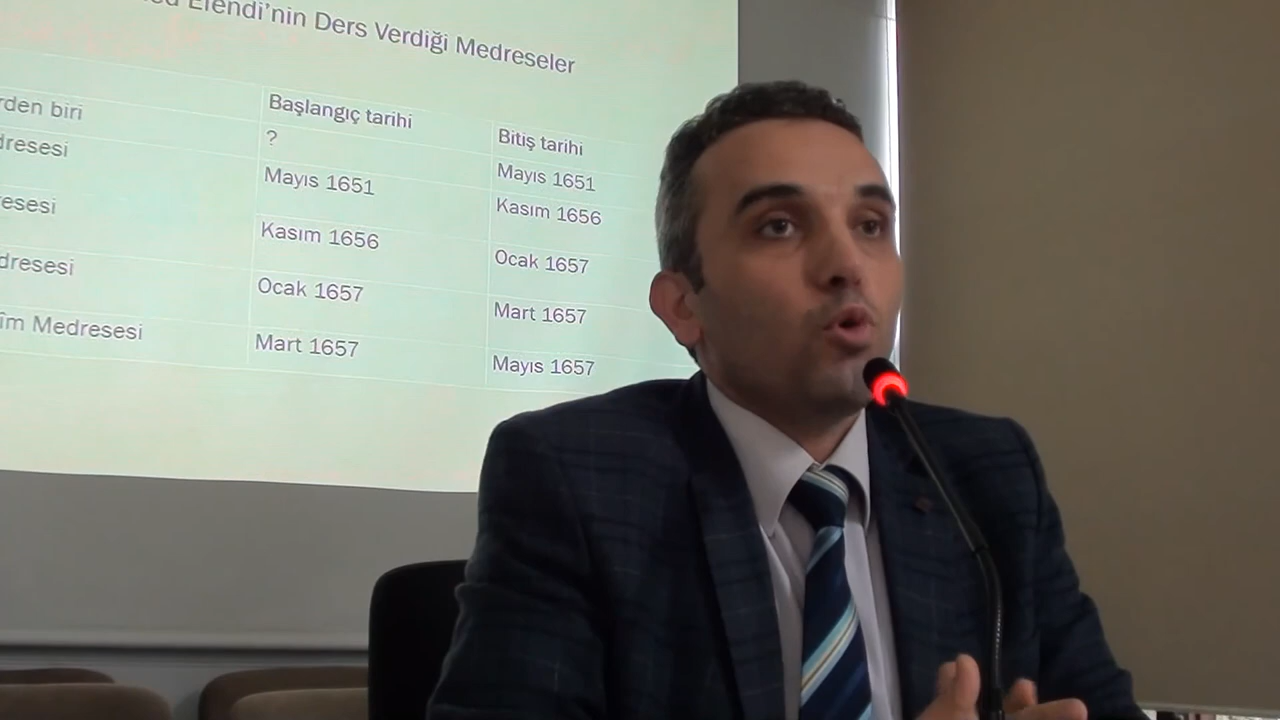 Efendi'nin Ders Verdiği Medreseler
rden biri Başlangıç tarihi Bitiş tarihi
dresesi ? Mayıs 1651
esesi Mayıs 1651 Kasım 1656
dresesi Kasım 1656 Ocak 1657
îm Medresesi Ocak 1657 Mart 1657
Mart 1657 Mayıs 1657